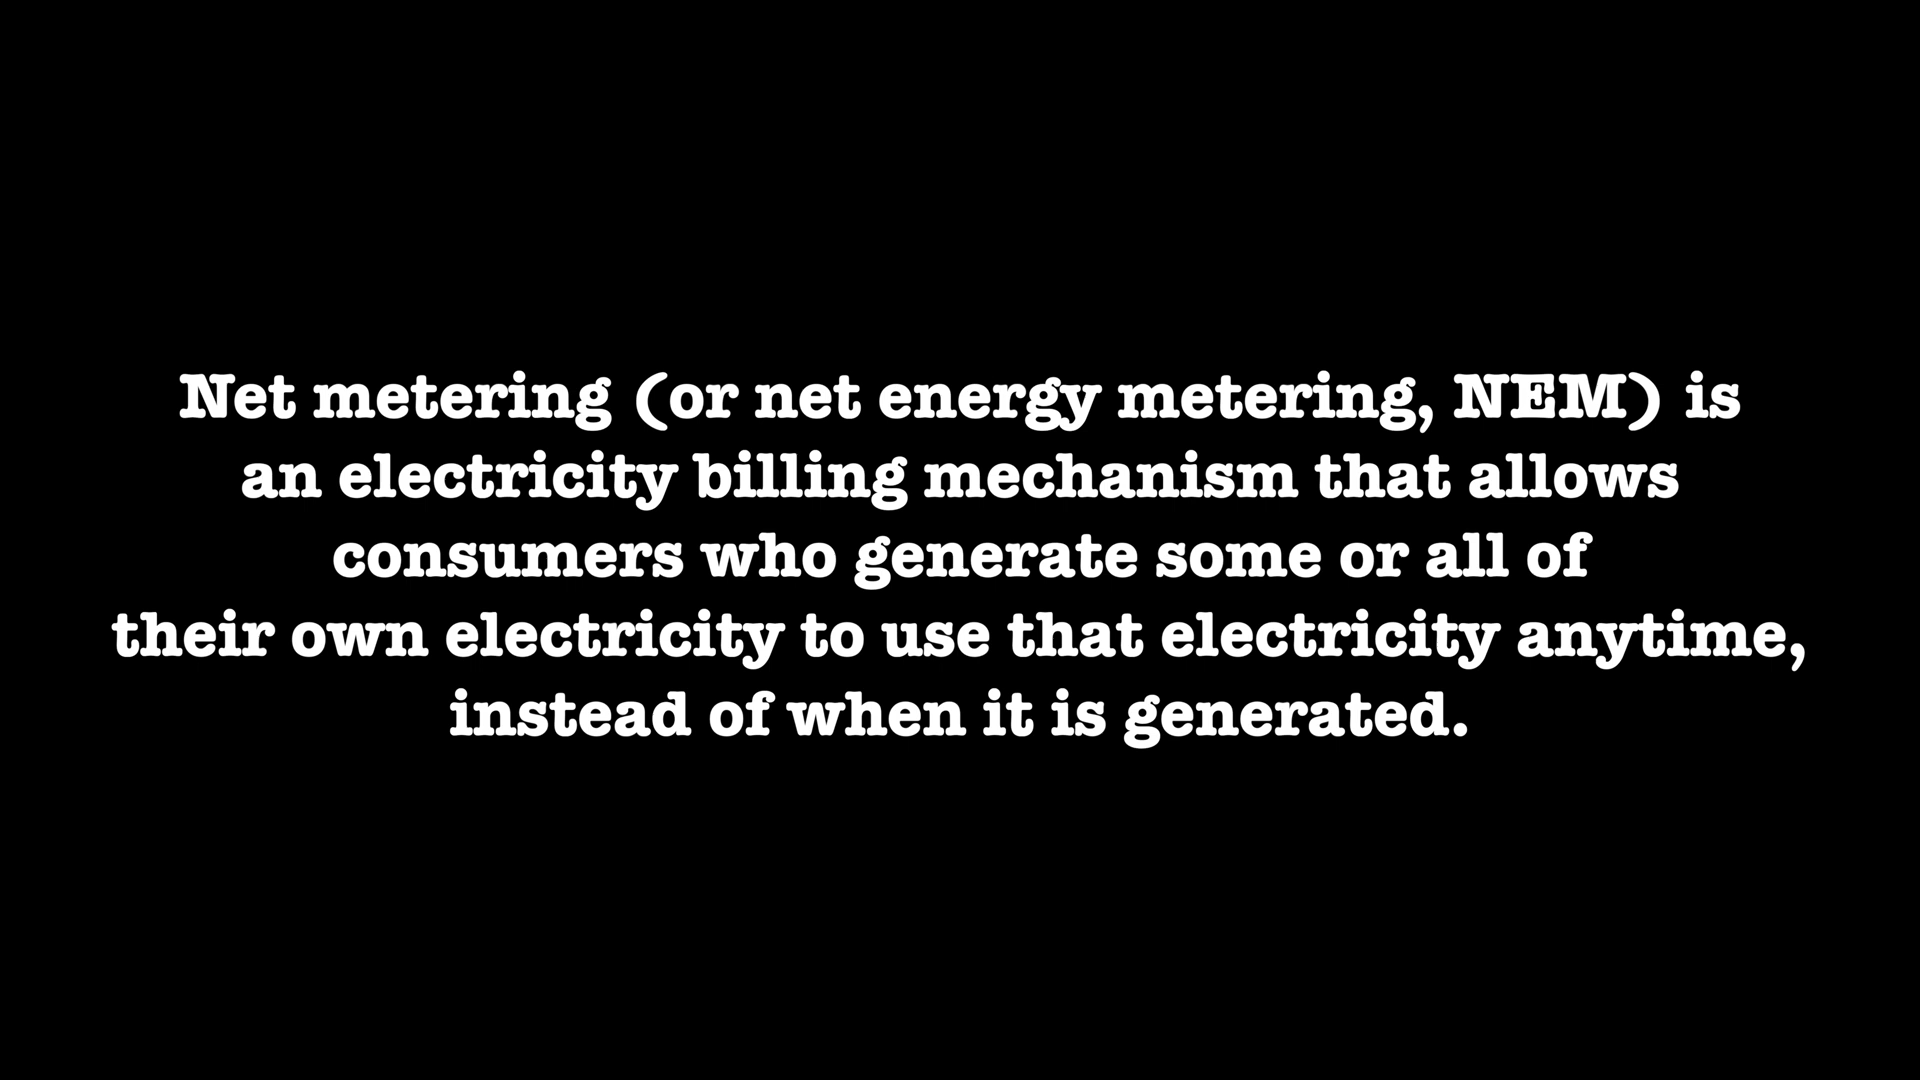 Net metering (or net energy metering, NEM) is
an electricity billing mechanism that allows
consumers who generate some or all of
their own electricity to use that electricity anytime,
instead of when it is generated.